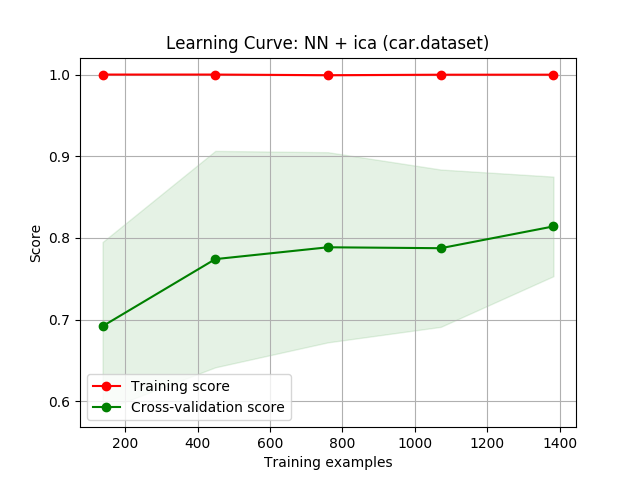 Learning Curve: NN + ica (car.dataset)
1.0
0.9
0.8
0.7
0.6
Score
Training score
Cross-validation score
200 400 600 800 1000 1200 1400
Training examples